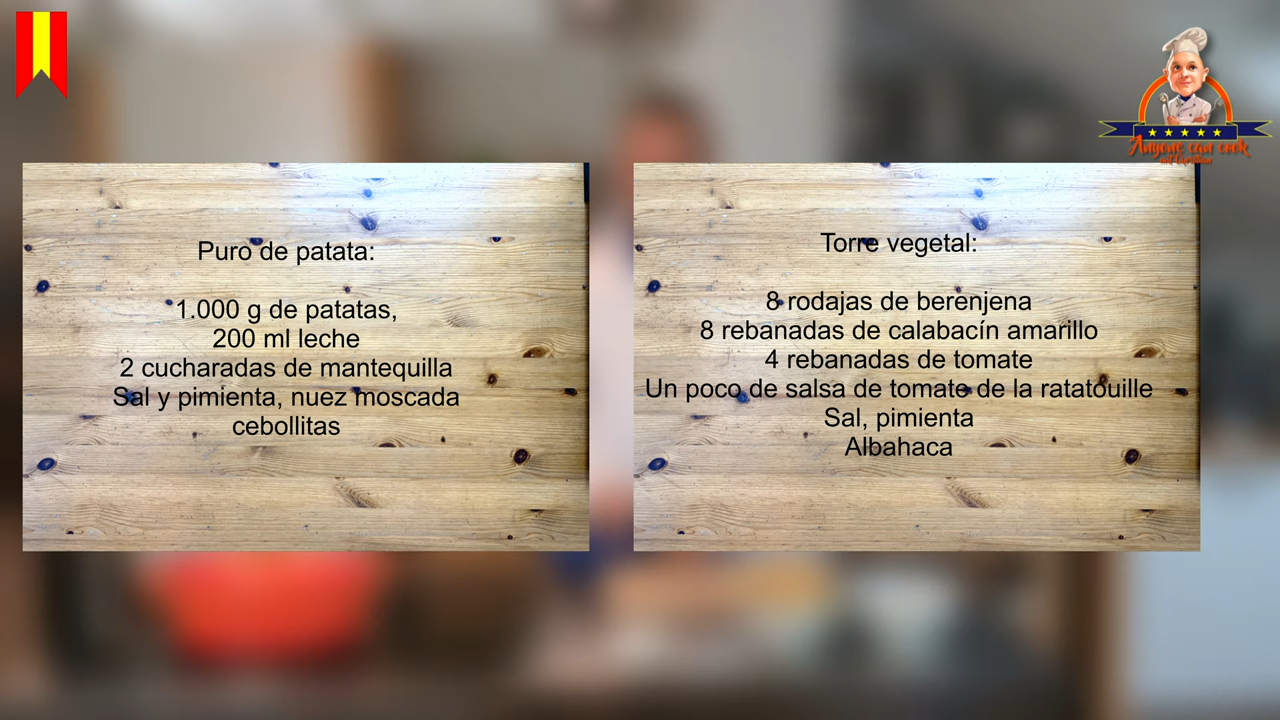 Puro de patata:
1.000 g de patatas,
200 ml leche
2 cucharadas de mantequilla
Sal y pimienta, nuez moscada
cebollitas
Torre vegetal:
8 rodajas de berenjena
8 rebanadas de calabacín amarillo
4 rebanadas de tomate
Un poco de salsa de tomate de la ratatouille
Sal, pimienta
Albahaca
Anyone can cook
mit Christian